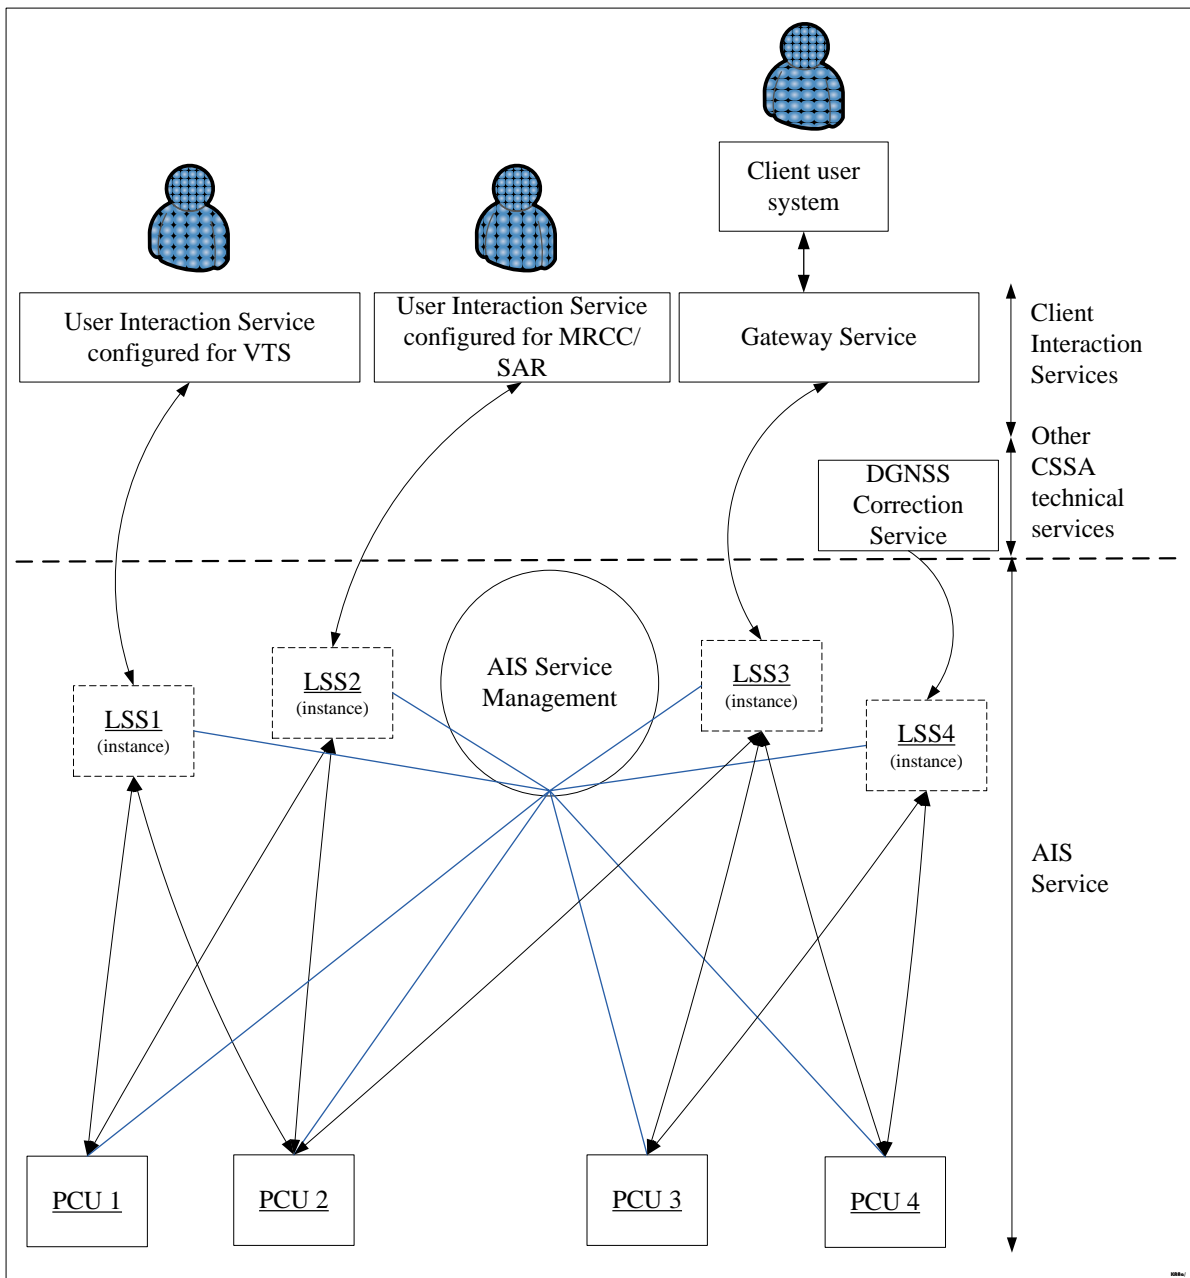 Client user
system
User Interaction Service
configured for VTS
User Interaction Service
configured for MRCC/
SAR
Gateway Service
Client
Interaction
Services
Other
CSSA
technical
services
DGNSS
Correction
Service
AIS Service
Management
LSS1
(instance)
LSS2
(instance)
LSS3
(instance)
LSS4
(instance)
AIS
Service
PCU 1
PCU 2
PCU 3
PCU 4